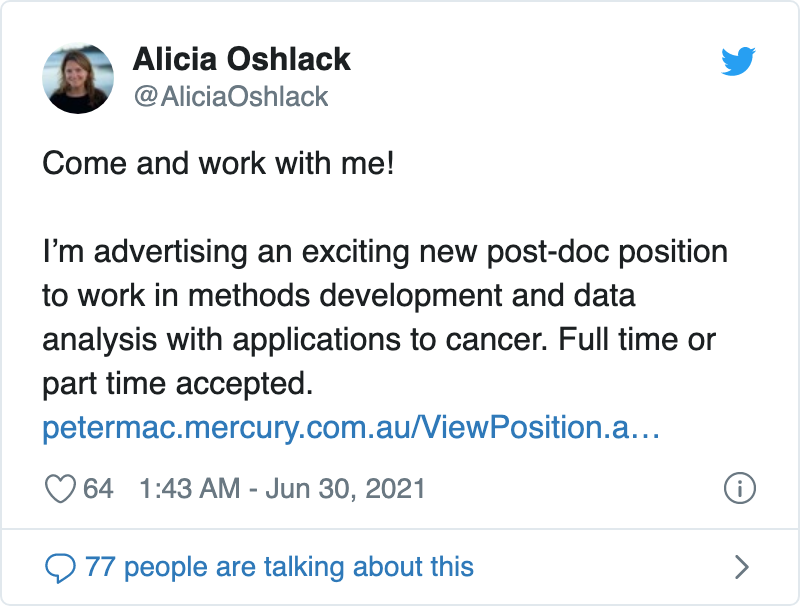 Alicia Oshlack
@AliciaOshlack
Come and work with me!
I’m advertising an exciting new post-doc position
to work in methods development and data
analysis with applications to cancer. Full time or
part time accepted.
petermac.mercury.com.au/ViewPosition.a…
64 1:43 AM - Jun 30, 2021
77 people are talking about this